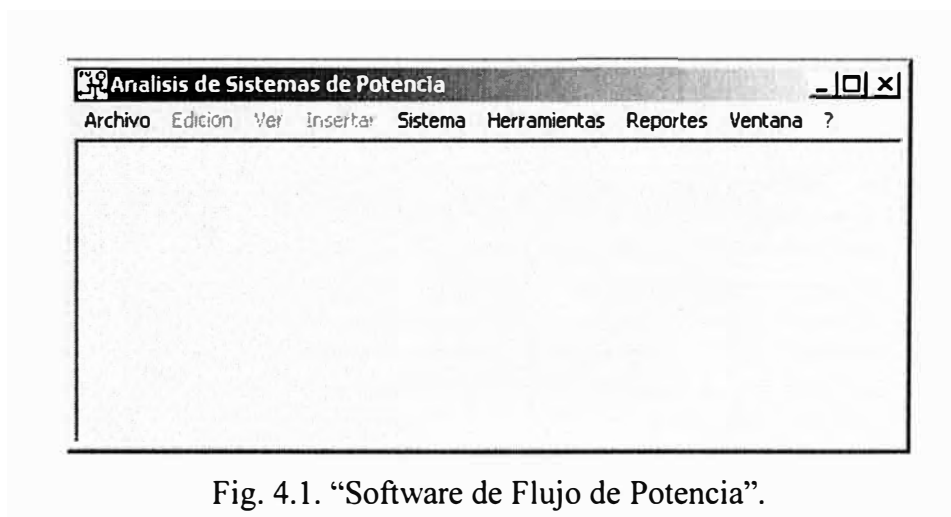 Analisis de Sistemas de Potencia
Archivo Edicion Ver Insertar Sistema Herramientas Reportes Ventana ?
Fig. 4.1. “Software de Flujo de Potencia”.